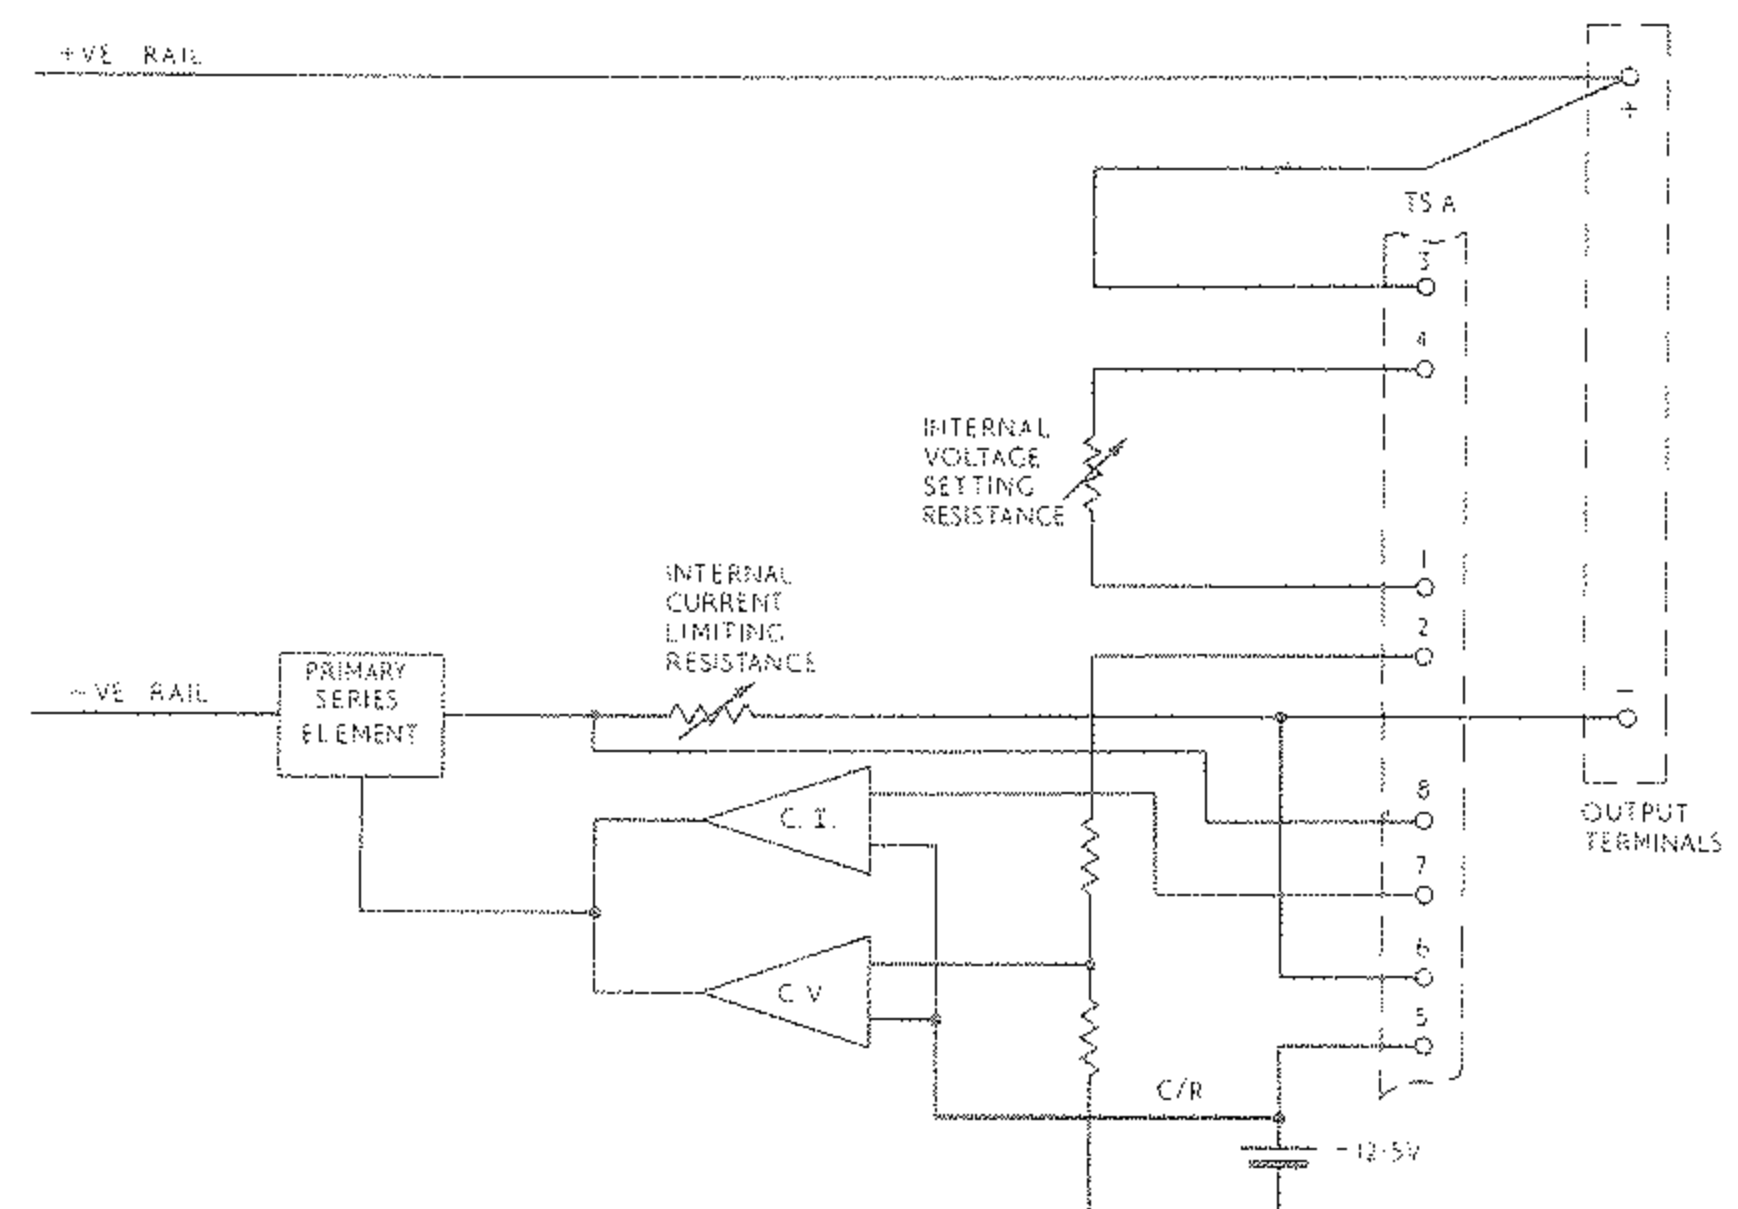 +VE RAIL
+
TS A
3
4
INTERNAL
VOLTAGE
SETTING
RESISTANCE
1
INTERNAL
CURRENT
LIMITING
RESISTANCE
2
PRIMARY
SERIES
ELEMENT
-VE RAIL
-
8
OUTPUT
TERMINALS
C.I.
7
6
C.V
5
C/R
-12.5V